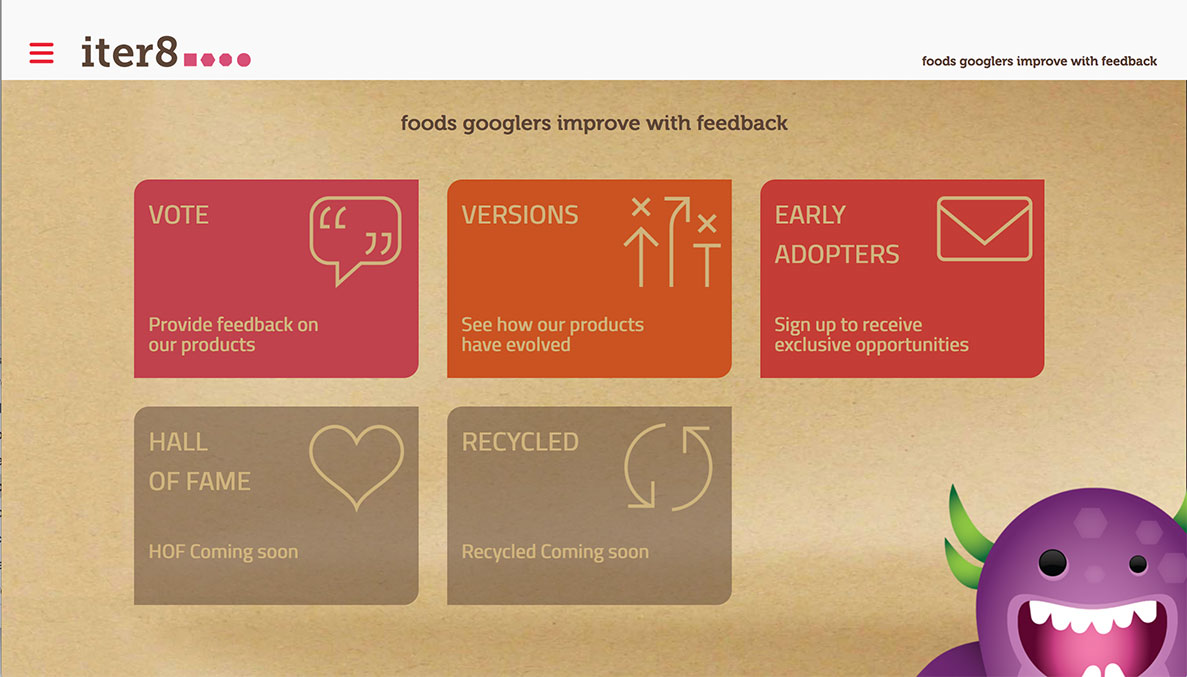 iter8
foods googlers improve with feedback
foods googlers improve with feedback
VOTE
Provide feedback on
our products
VERSIONS
See how our products
have evolved
EARLY
ADOPTERS
Sign up to receive
exclusive opportunities
HALL
OF FAME
HOF Coming soon
RECYCLED
Recycled Coming soon